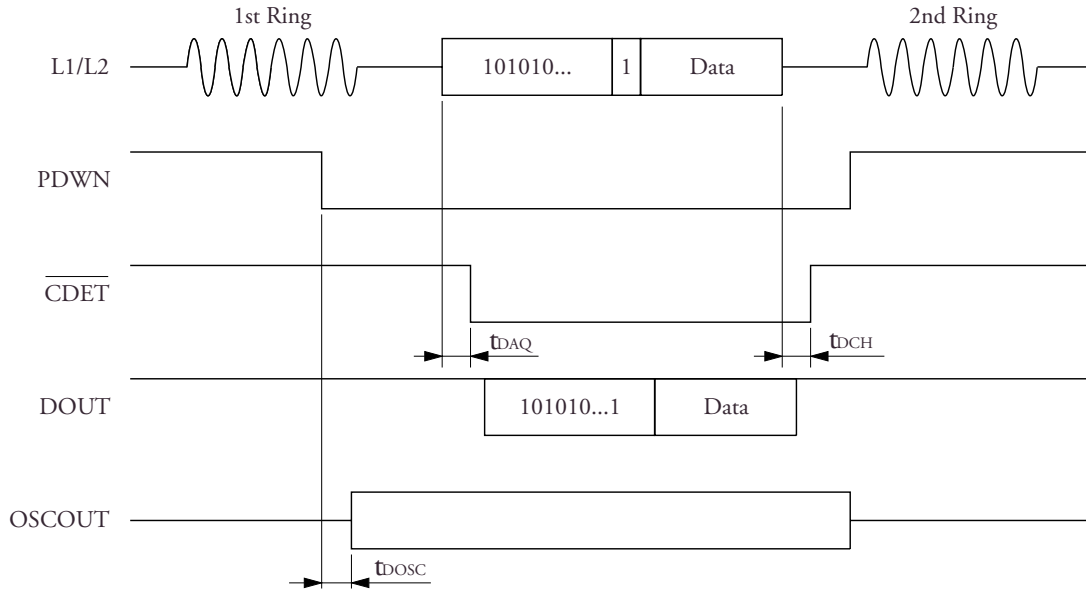 1st Ring 2nd Ring
L1/L2 101010... 1 Data
PDWN
CDET
tDAQ tDCH
DOUT 101010...1 Data
OSCOUT
tDOSC